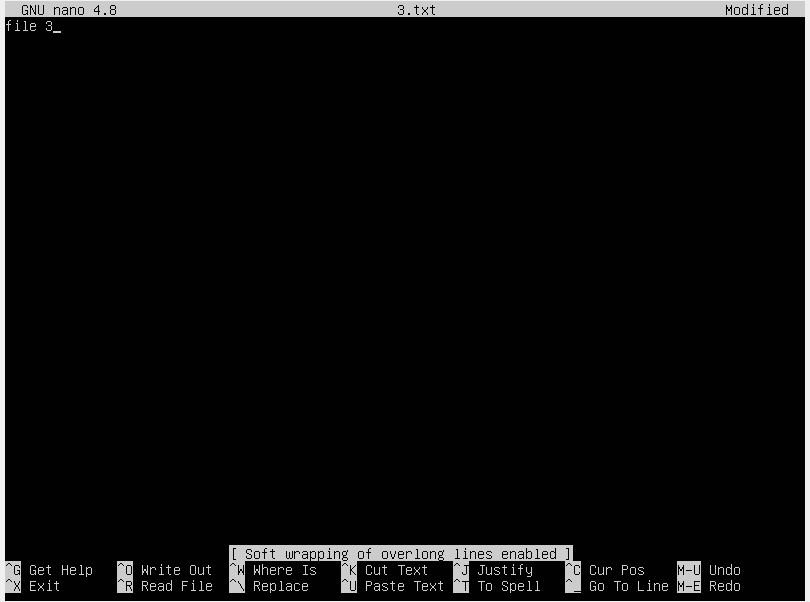 GNU nano 4.8 3.txt Modified
file 3_
[ Soft wrapping of overlong lines enabled ]
^G Get Help ^O Write Out ^W Where Is ^K Cut Text ^J Justify ^C Cur Pos M-U Undo
^X Exit ^R Read File ^\ Replace ^U Paste Text ^T To Spell ^_ Go To Line M-E Redo